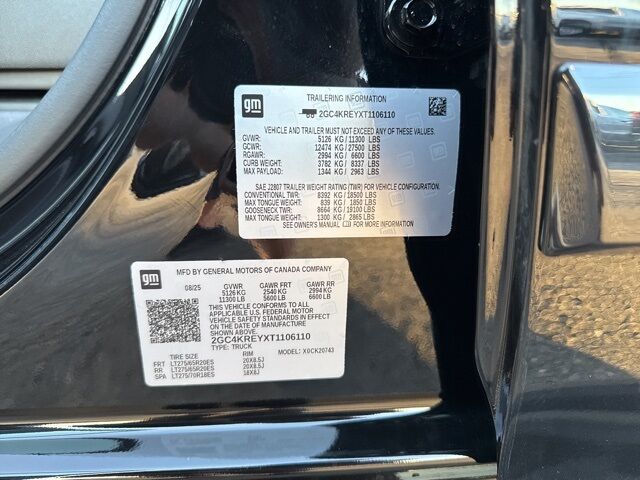 gm
TRAILERING INFORMATION
2GC4KREYXT1106110
VEHICLE AND TRAILER MUST NOT EXCEED ANY OF THESE VALUES.
GVWR: 5126 KG / 11300 LBS
GCWR: 12474 KG / 27500 LBS
RGAWR: 2994 KG / 6600 LBS
CURB WEIGHT: 3782 KG / 8337 LBS
MAX PAYLOAD: 1344 KG / 2963 LBS
SAE J2807 TRAILER WEIGHT RATING (TWR) FOR VEHICLE CONFIGURATION.
CONVENTIONAL TWR: 8392 KG / 18500 LBS
MAX TONGUE WEIGHT: 839 KG / 1850 LBS
GOOSENECK TWR: 8664 KG / 19100 LBS
MAX TONGUE WEIGHT: 1300 KG / 2865 LBS
SEE OWNER'S MANUAL FOR MORE INFORMATION
gm
MFD BY GENERAL MOTORS OF CANADA COMPANY
08/25 GVWR GAWR FRT GAWR RR
5126 KG 2540 KG 2994 KG
11300 LB 5600 LB 6600 LB
THIS VEHICLE CONFORMS TO ALL
APPLICABLE U.S. FEDERAL MOTOR
VEHICLE SAFETY STANDARDS IN
EFFECT ON THE DATE OF MANUFACTURE
SHOWN ABOVE.
2GC4KREYXT1106110
TYPE: TRUCK
TIRE SIZE RIM MODEL: X0CK20743
FRT LT275/65R20ES 20X8.5J
RR LT275/65R20ES 20X8.5J
SPA LT275/70R18ES 18X8J